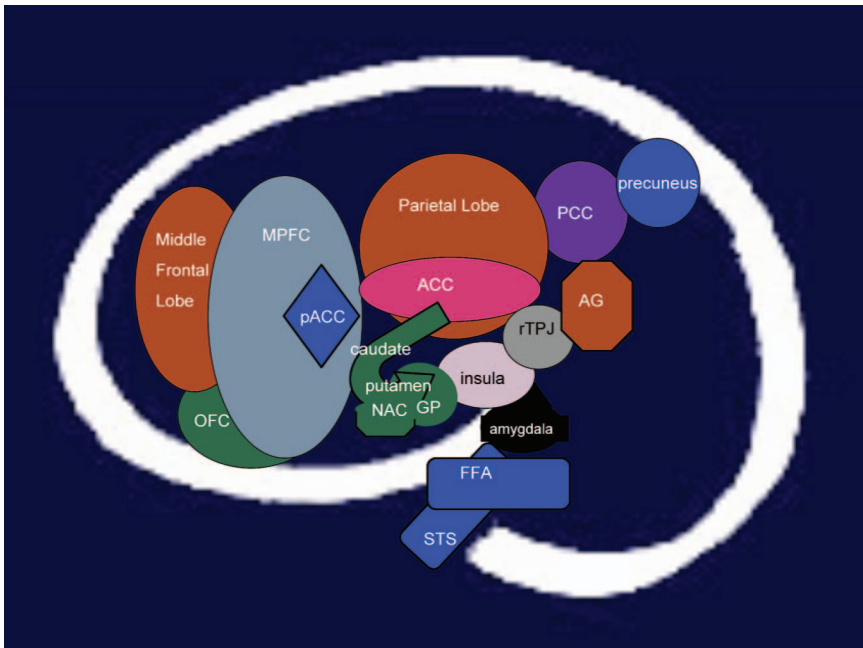 precuneus
Parietal Lobe
PCC
MPFC
Middle
Frontal
Lobe
ACC
AG
pACC
rTPJ
caudate
insula
putamen
NAC
GP
OFC
amygdala
FFA
STS